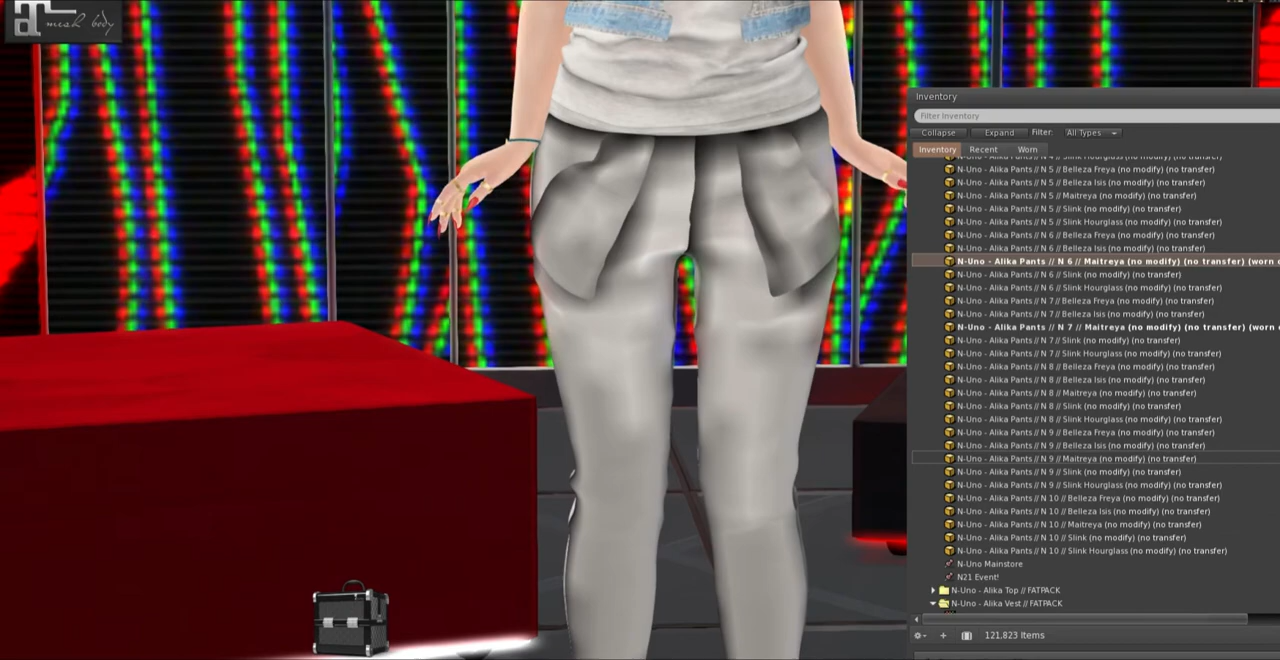 mesh body
Inventory
Filter Inventory
Collapse Expand Filter: All Types
Inventory Recent Worn
N-Uno - Alika Pants // N 4 // Slink Hourglass (no modify) (no transfer)
N-Uno - Alika Pants // N 5 // Belleza Freya (no modify) (no transfer)
N-Uno - Alika Pants // N 5 // Belleza Isis (no modify) (no transfer)
N-Uno - Alika Pants // N 5 // Maitreya (no modify) (no transfer)
N-Uno - Alika Pants // N 5 // Slink (no modify) (no transfer)
N-Uno - Alika Pants // N 5 // Slink Hourglass (no modify) (no transfer)
N-Uno - Alika Pants // N 6 // Belleza Freya (no modify) (no transfer)
N-Uno - Alika Pants // N 6 // Belleza Isis (no modify) (no transfer)
N-Uno - Alika Pants // N 6 // Maitreya (no modify) (no transfer) (worn
N-Uno - Alika Pants // N 6 // Slink (no modify) (no transfer)
N-Uno - Alika Pants // N 6 // Slink Hourglass (no modify) (no transfer)
N-Uno - Alika Pants // N 7 // Belleza Freya (no modify) (no transfer)
N-Uno - Alika Pants // N 7 // Belleza Isis (no modify) (no transfer)
N-Uno - Alika Pants // N 7 // Maitreya (no modify) (no transfer) (worn
N-Uno - Alika Pants // N 7 // Slink (no modify) (no transfer)
N-Uno - Alika Pants // N 7 // Slink Hourglass (no modify) (no transfer)
N-Uno - Alika Pants // N 8 // Belleza Freya (no modify) (no transfer)
N-Uno - Alika Pants // N 8 // Belleza Isis (no modify) (no transfer)
N-Uno - Alika Pants // N 8 // Maitreya (no modify) (no transfer)
N-Uno - Alika Pants // N 8 // Slink (no modify) (no transfer)
N-Uno - Alika Pants // N 8 // Slink Hourglass (no modify) (no transfer)
N-Uno - Alika Pants // N 9 // Belleza Freya (no modify) (no transfer)
N-Uno - Alika Pants // N 9 // Belleza Isis (no modify) (no transfer)
N-Uno - Alika Pants // N 9 // Maitreya (no modify) (no transfer)
N-Uno - Alika Pants // N 9 // Slink (no modify) (no transfer)
N-Uno - Alika Pants // N 9 // Slink Hourglass (no modify) (no transfer)
N-Uno - Alika Pants // N 10 // Belleza Freya (no modify) (no transfer)
N-Uno - Alika Pants // N 10 // Belleza Isis (no modify) (no transfer)
N-Uno - Alika Pants // N 10 // Maitreya (no modify) (no transfer)
N-Uno - Alika Pants // N 10 // Slink (no modify) (no transfer)
N-Uno - Alika Pants // N 10 // Slink Hourglass (no modify) (no transfer)
N-Uno Mainstore
N21 Event!
N-Uno - Alika Top // FATPACK
N-Uno - Alika Vest // FATPACK
121,823 Items